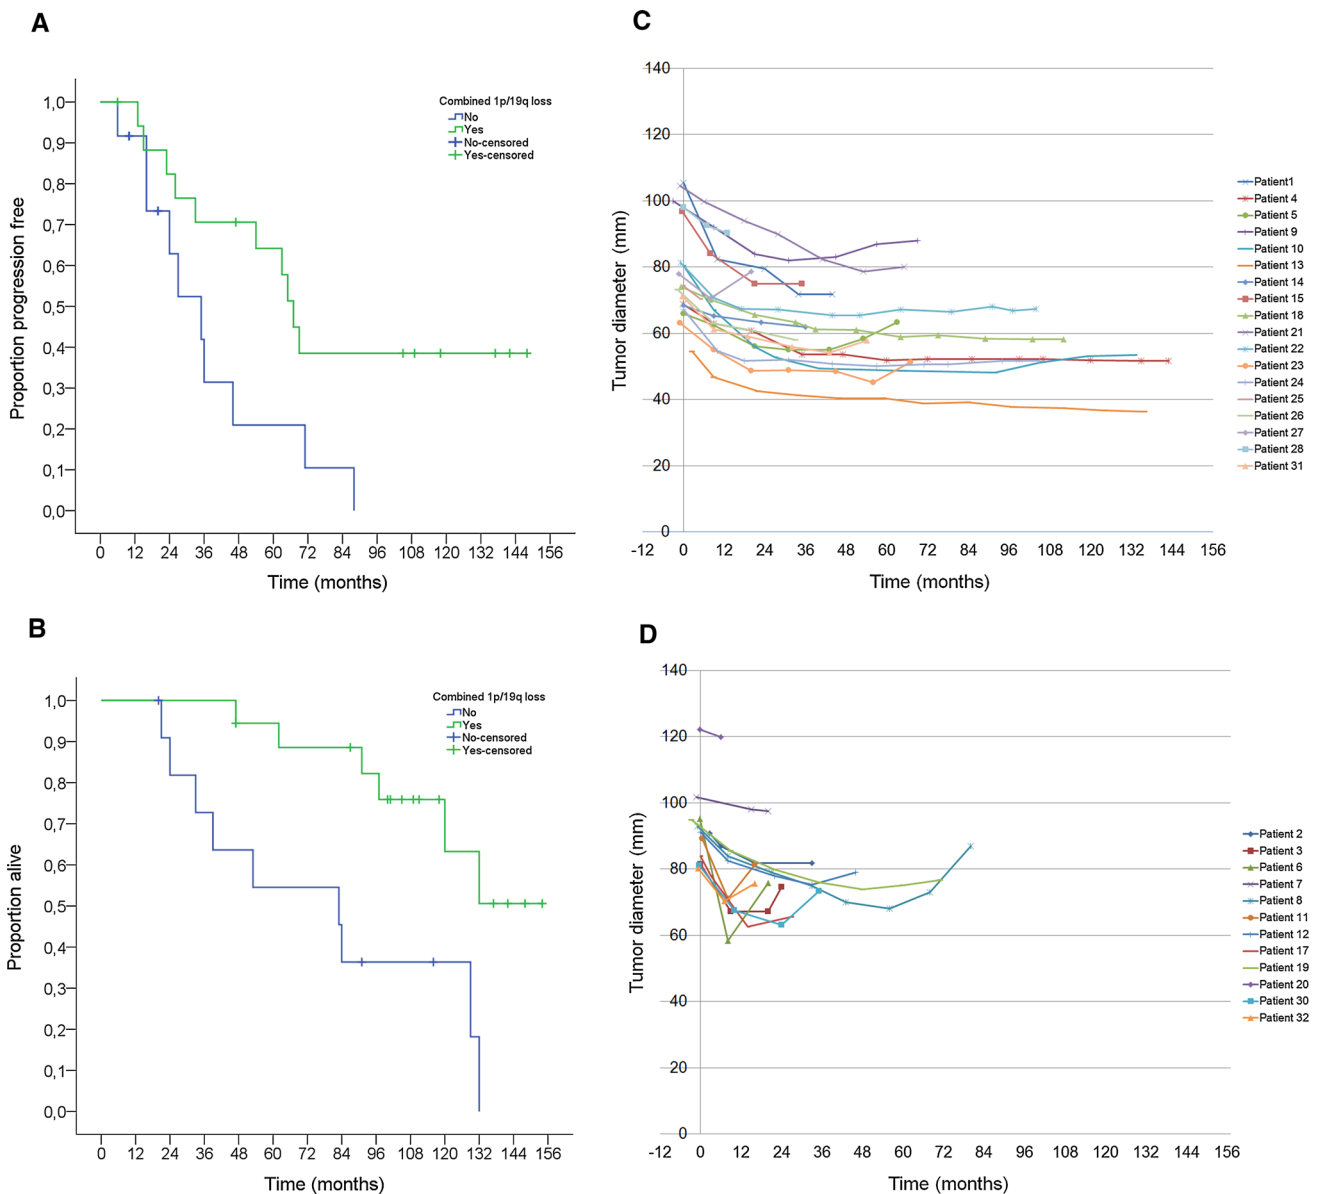 A
Combined 1p/19q loss
No
Yes
No-censored
Yes-censored
Proportion progression free
1,0
0,9
0,8
0,7
0,6
0,5
0,4
0,3
0,2
0,1
0,0
0 12 24 36 48 60 72 84 96 108 120 132 144 156
Time (months)
C
Tumor diameter (mm)
140
120
100
80
60
40
20
0
-12 0 12 24 36 48 60 72 84 96 108 120 132 144 156
Time (months)
Patient1
Patient 4
Patient 5
Patient 9
Patient 10
Patient 13
Patient 14
Patient 15
Patient 18
Patient 21
Patient 22
Patient 23
Patient 24
Patient 25
Patient 26
Patient 27
Patient 28
Patient 31
B
Combined 1p/19q loss
No
Yes
No-censored
Yes-censored
Proportion alive
1,0
0,9
0,8
0,7
0,6
0,5
0,4
0,3
0,2
0,1
0,0
0 12 24 36 48 60 72 84 96 108 120 132 144 156
Time (months)
D
Tumor diameter (mm)
140
120
100
80
60
40
20
0
-12 0 12 24 36 48 60 72 84 96 108 120 132 144 156
Time (months)
Patient 2
Patient 3
Patient 6
Patient 7
Patient 8
Patient 11
Patient 12
Patient 17
Patient 19
Patient 20
Patient 30
Patient 32